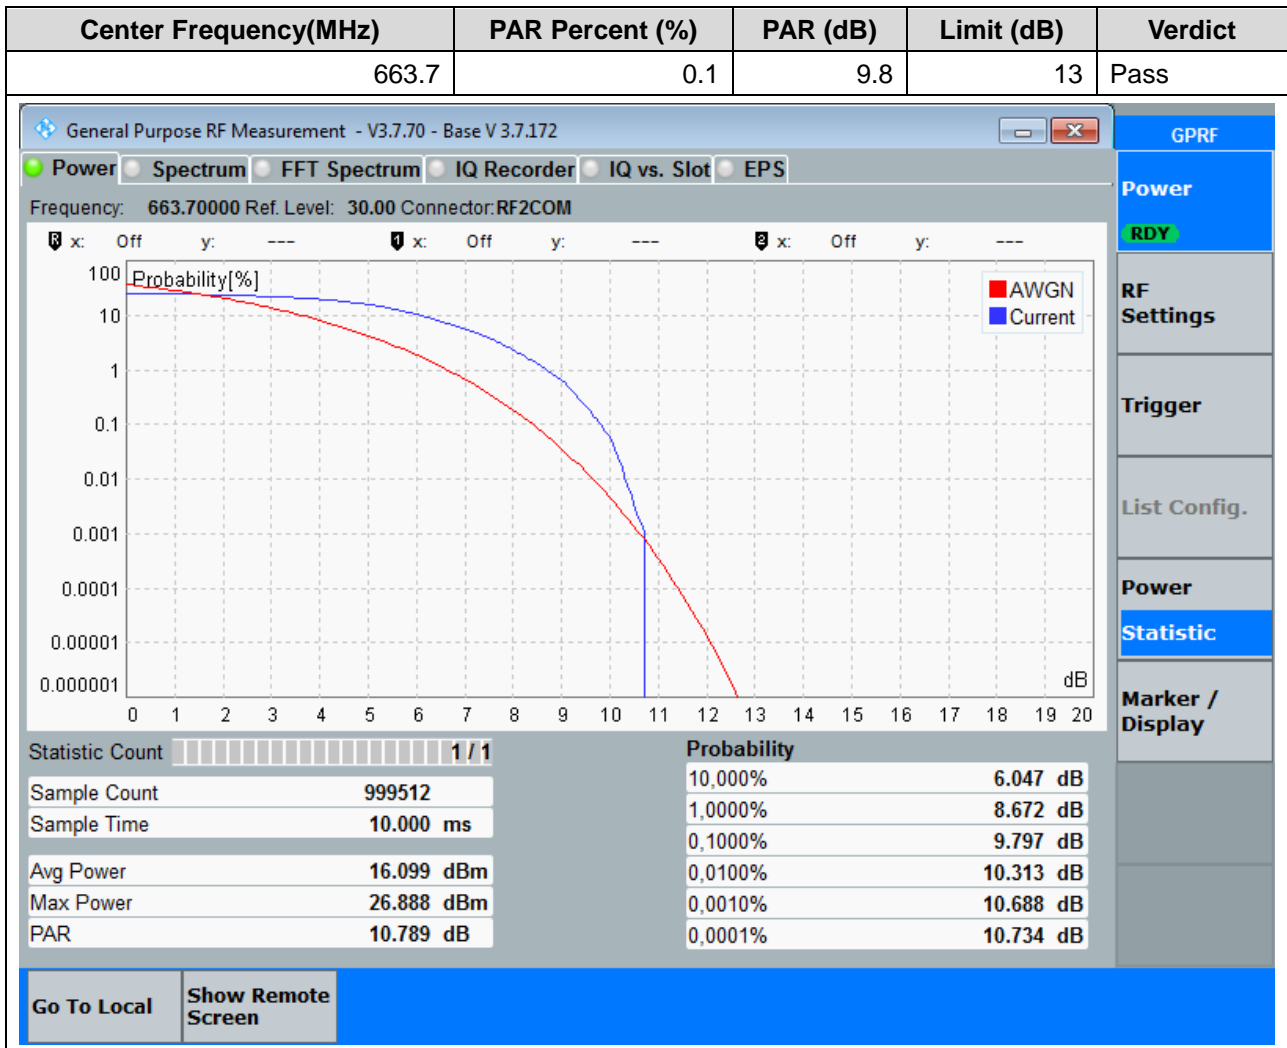 Center Frequency(MHz) PAR Percent (%) PAR (dB) Limit (dB) Verdict
663.7 0.1 9.8 13 Pass
General Purpose RF Measurement - V3.7.70 - Base V 3.7.172
GPRF
Power Spectrum FFT Spectrum IQ Recorder IQ vs. Slot EPS
Frequency: 663.70000 Ref. Level: 30.00 Connector: RF2COM
R x: Off y: --- 1 x: Off y: --- 2 x: Off y: ---
Probability[%]
AWGN
Current
100
10
1
0.1
0.01
0.001
0.0001
0.00001
0.000001
dB
0 1 2 3 4 5 6 7 8 9 10 11 12 13 14 15 16 17 18 19 20
Statistic Count 1 / 1
Sample Count 999512
Sample Time 10.000 ms
Avg Power 16.099 dBm
Max Power 26.888 dBm
PAR 10.789 dB
Probability
10,000% 6.047 dB
1,0000% 8.672 dB
0,1000% 9.797 dB
0,0100% 10.313 dB
0,0010% 10.688 dB
0,0001% 10.734 dB
Power
RDY
RF
Settings
Trigger
List Config.
Power
Statistic
Marker /
Display
Go To Local
Show Remote
Screen